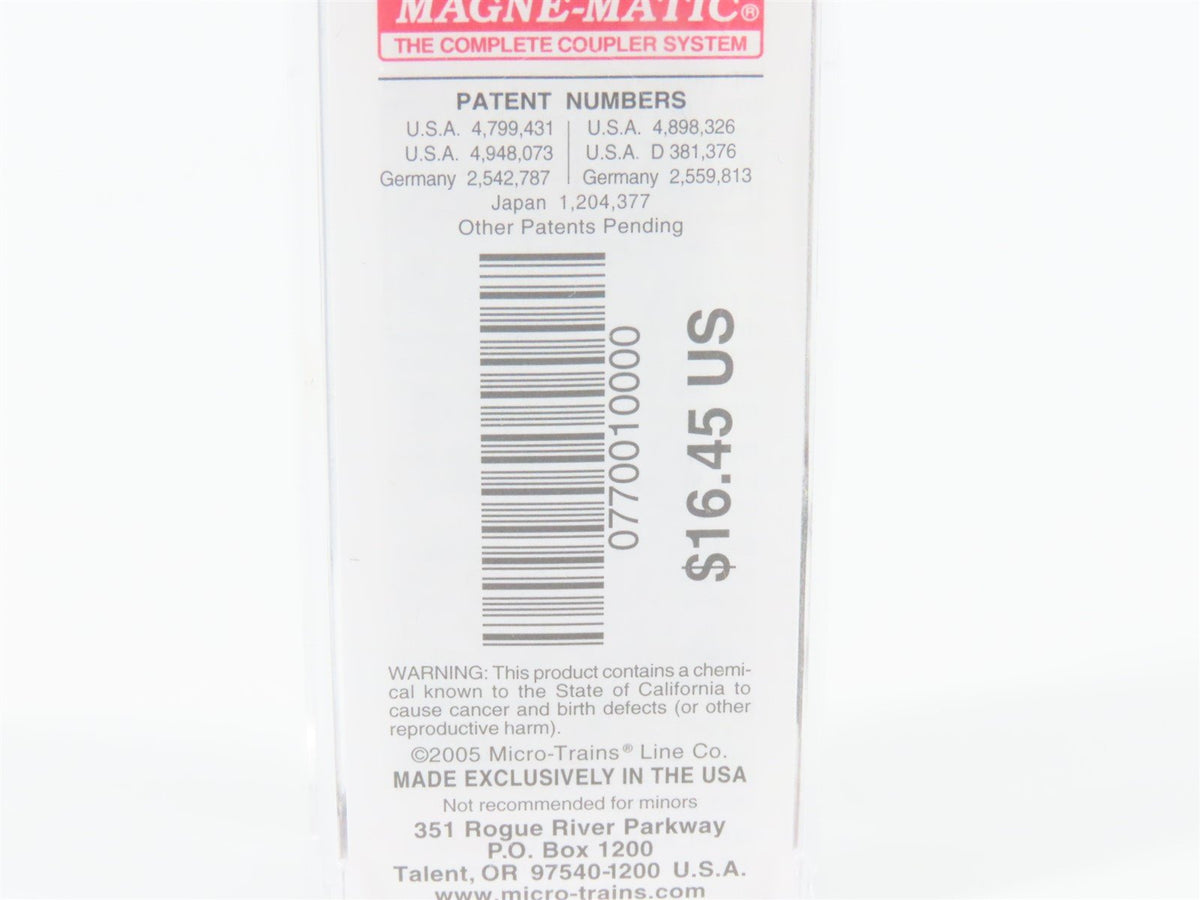 MAGNE-MATIC®
THE COMPLETE COUPLER SYSTEM
PATENT NUMBERS
U.S.A. 4,799,431 | U.S.A. 4,898,326
U.S.A. 4,948,073 | U.S.A. D 381,376
Germany 2,542,787 | Germany 2,559,813
Japan 1,204,377
Other Patents Pending
0770010000
$16.45 US
WARNING: This product contains a chemi-
cal known to the State of California to
cause cancer and birth defects (or other
reproductive harm).
©2005 Micro-Trains® Line Co.
MADE EXCLUSIVELY IN THE USA
Not recommended for minors
351 Rogue River Parkway
P.O. Box 1200
Talent, OR 97540-1200 U.S.A.
www.micro-trains.com